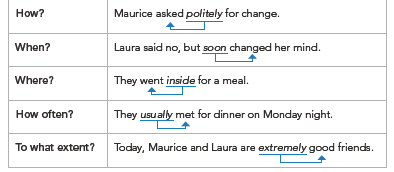 How? Maurice asked politely for change.
When? Laura said no, but soon changed her mind.
Where? They went inside for a meal.
How often? They usually met for dinner on Monday night.
To what extent? Today, Maurice and Laura are extremely good friends.